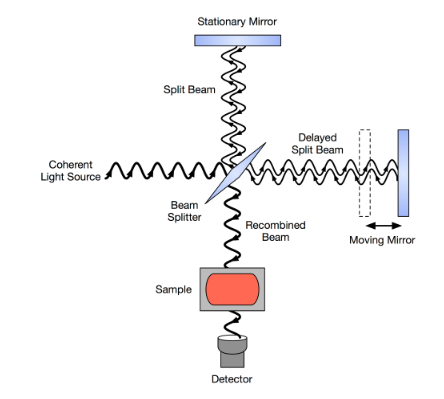 Stationary Mirror
Split Beam
Delayed
Split Beam
Coherent
Light Source
Beam
Splitter
Recombined
Beam
Moving Mirror
Sample
Detector